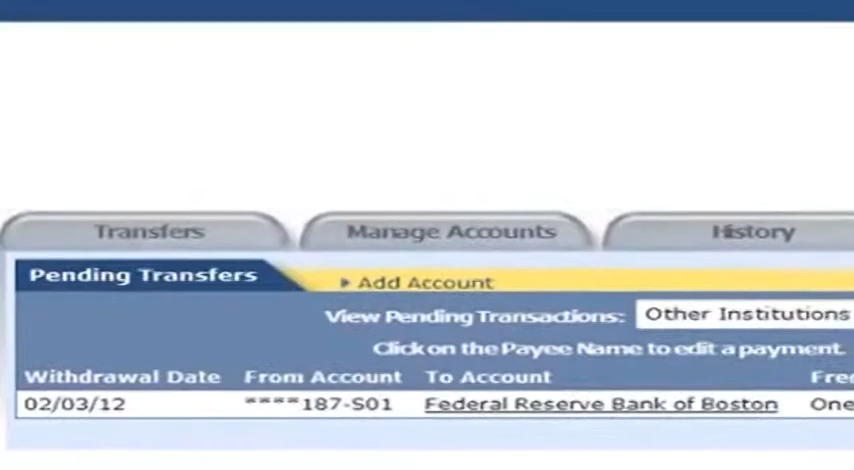 Transfers Manage Accounts History
Pending Transfers
Add Account
View Pending Transactions: Other Institutions
Click on the Payee Name to edit a payment.
Withdrawal Date From Account To Account
02/03/12 ****187-S01 Federal Reserve Bank of Boston One